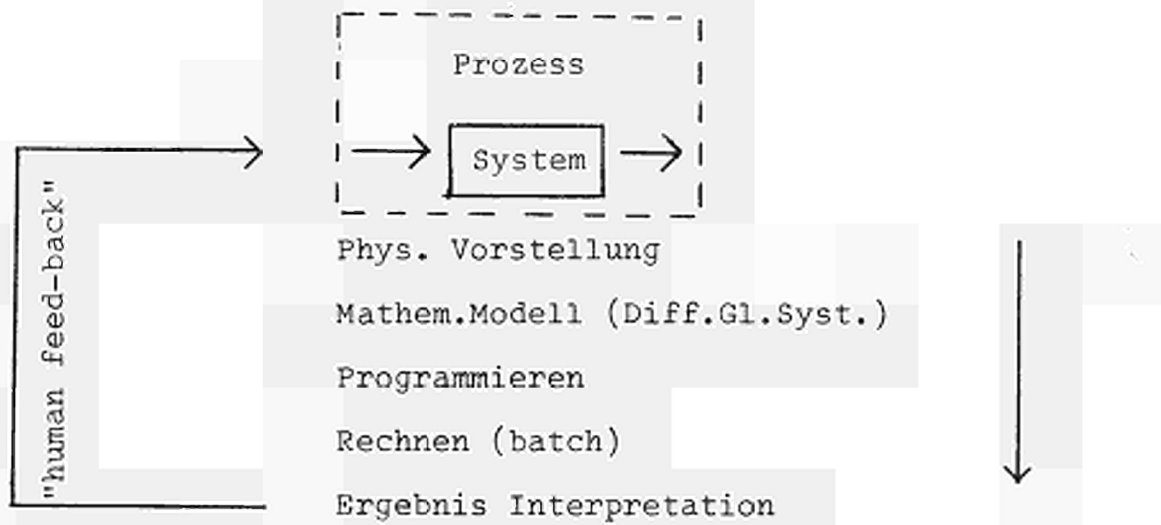 Prozess
System
"human feed-back"
Phys. Vorstellung
Mathem.Modell (Diff.Gl.Syst.)
Programmieren
Rechnen (batch)
Ergebnis Interpretation